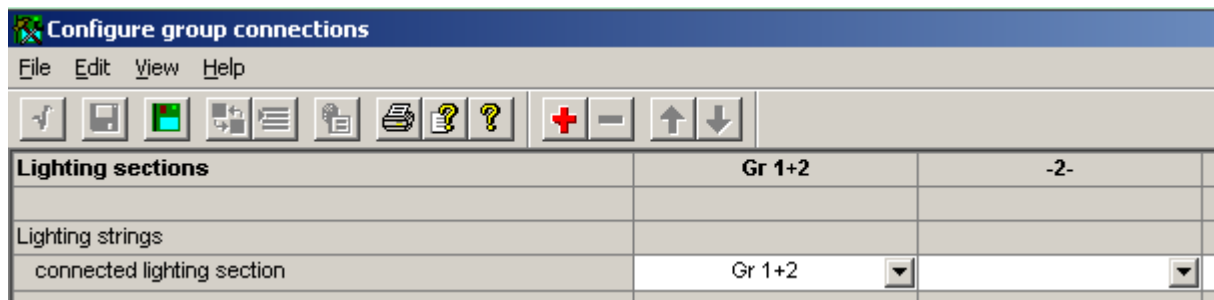 Configure group connections
File Edit View Help
Lighting sections Gr 1+2 -2-
Lighting strings
connected lighting section Gr 1+2